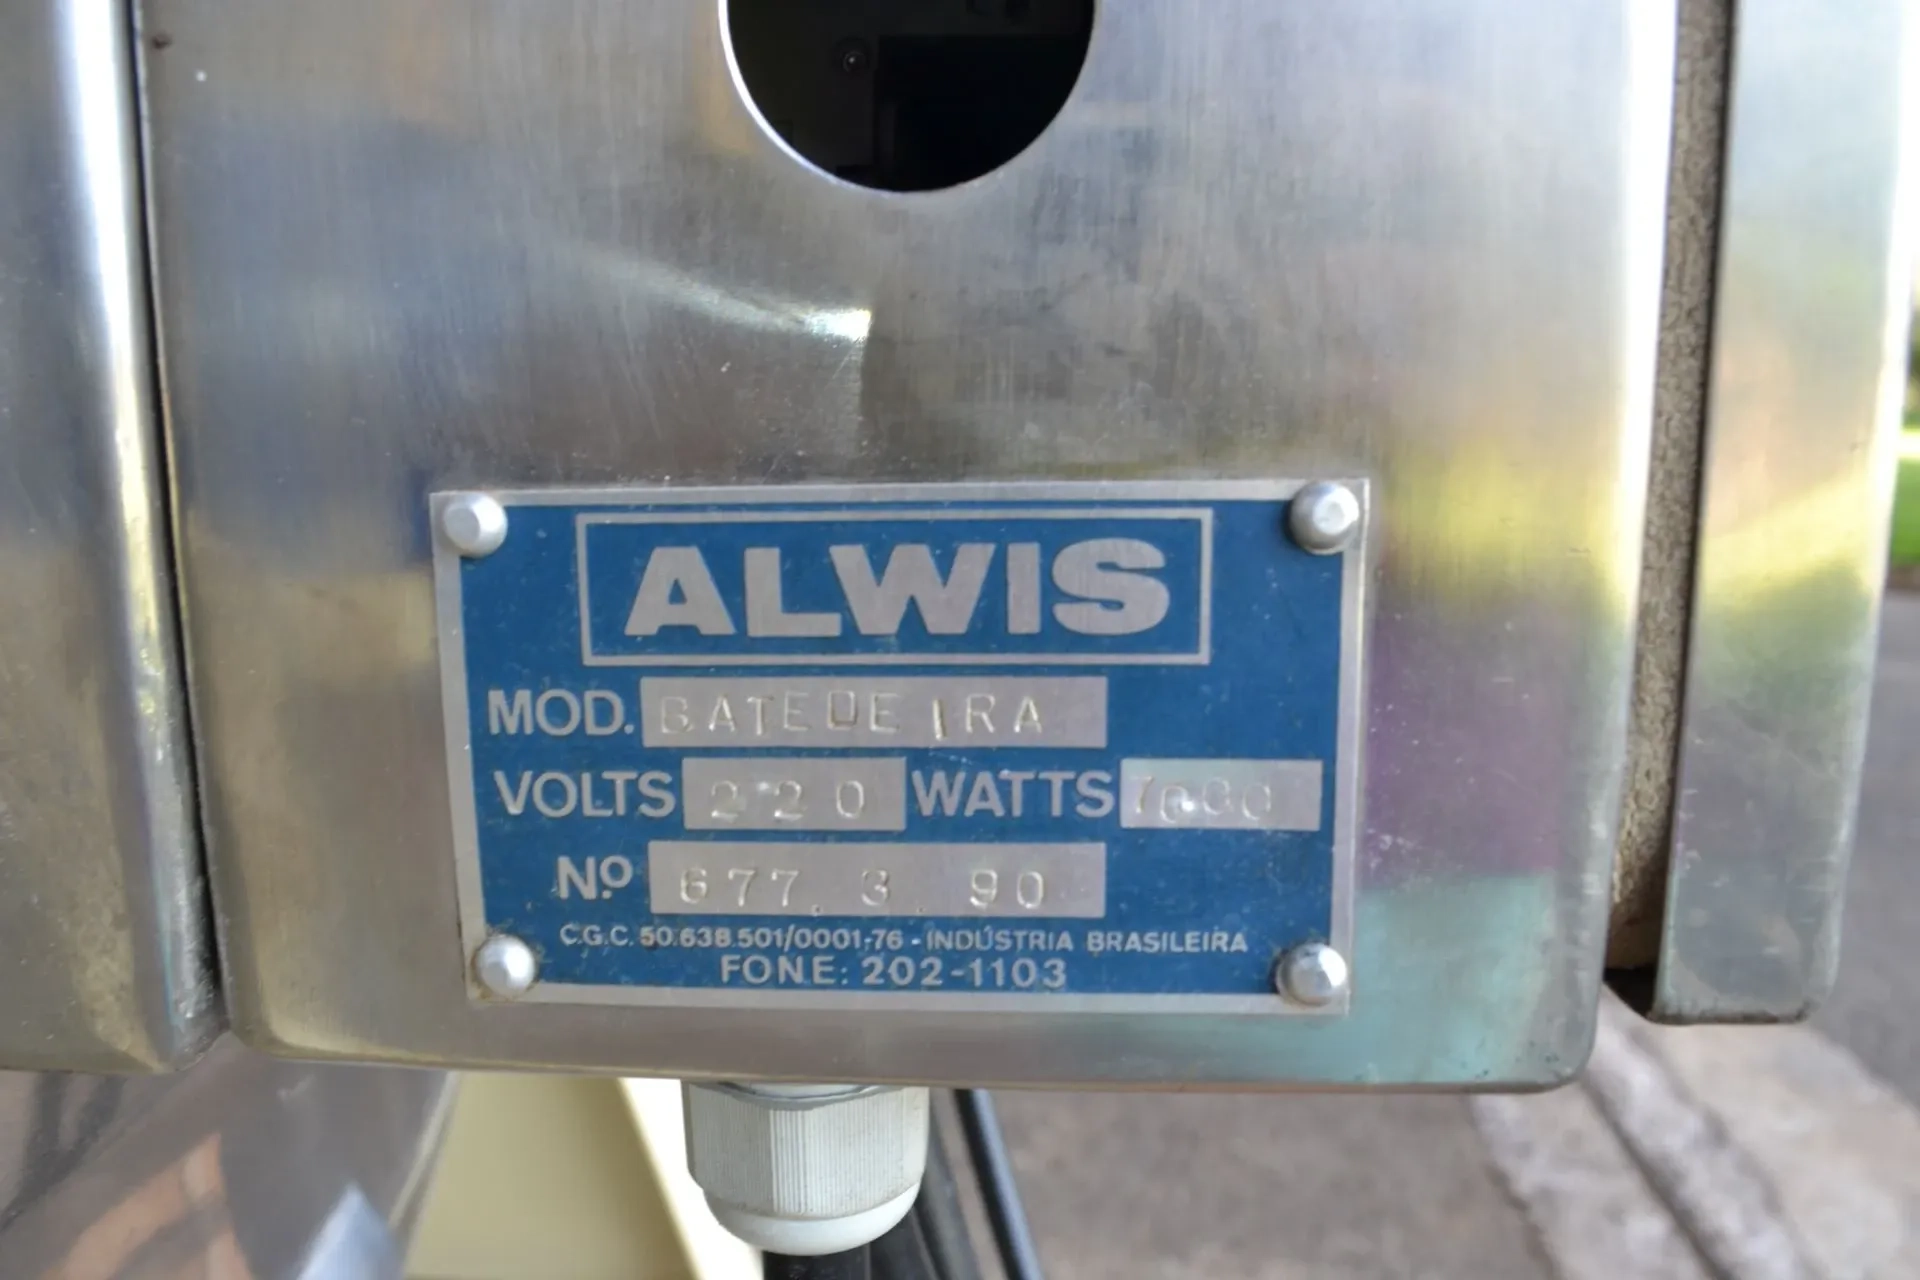 ALWIS
MOD. BATEDEIRA
VOLTS 220 WATTS
Nº 677.3.90
C.G.C. 50.638.501/0001-76 - INDÚSTRIA BRASILEIRA
FONE: 202-1103